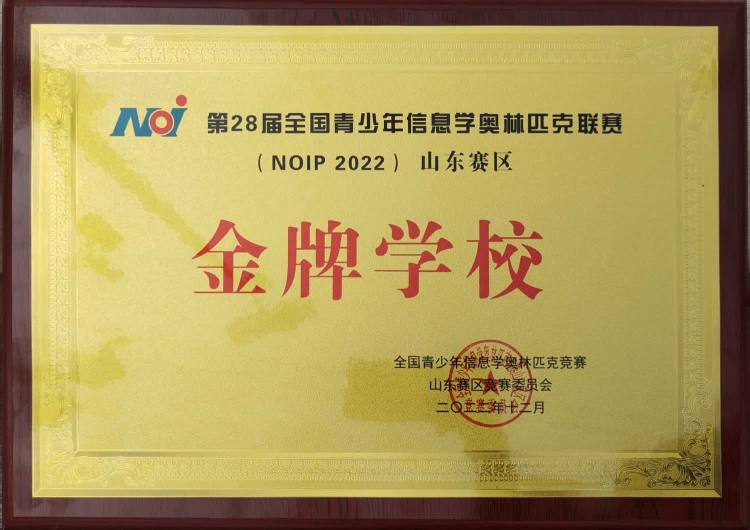 NOI 第28届全国青少年信息学奥林匹克联赛
（NOIP 2022） 山东赛区
金牌学校
全国青少年信息学奥林匹克竞赛
山东赛区竞赛委员会
二〇二二年十二月